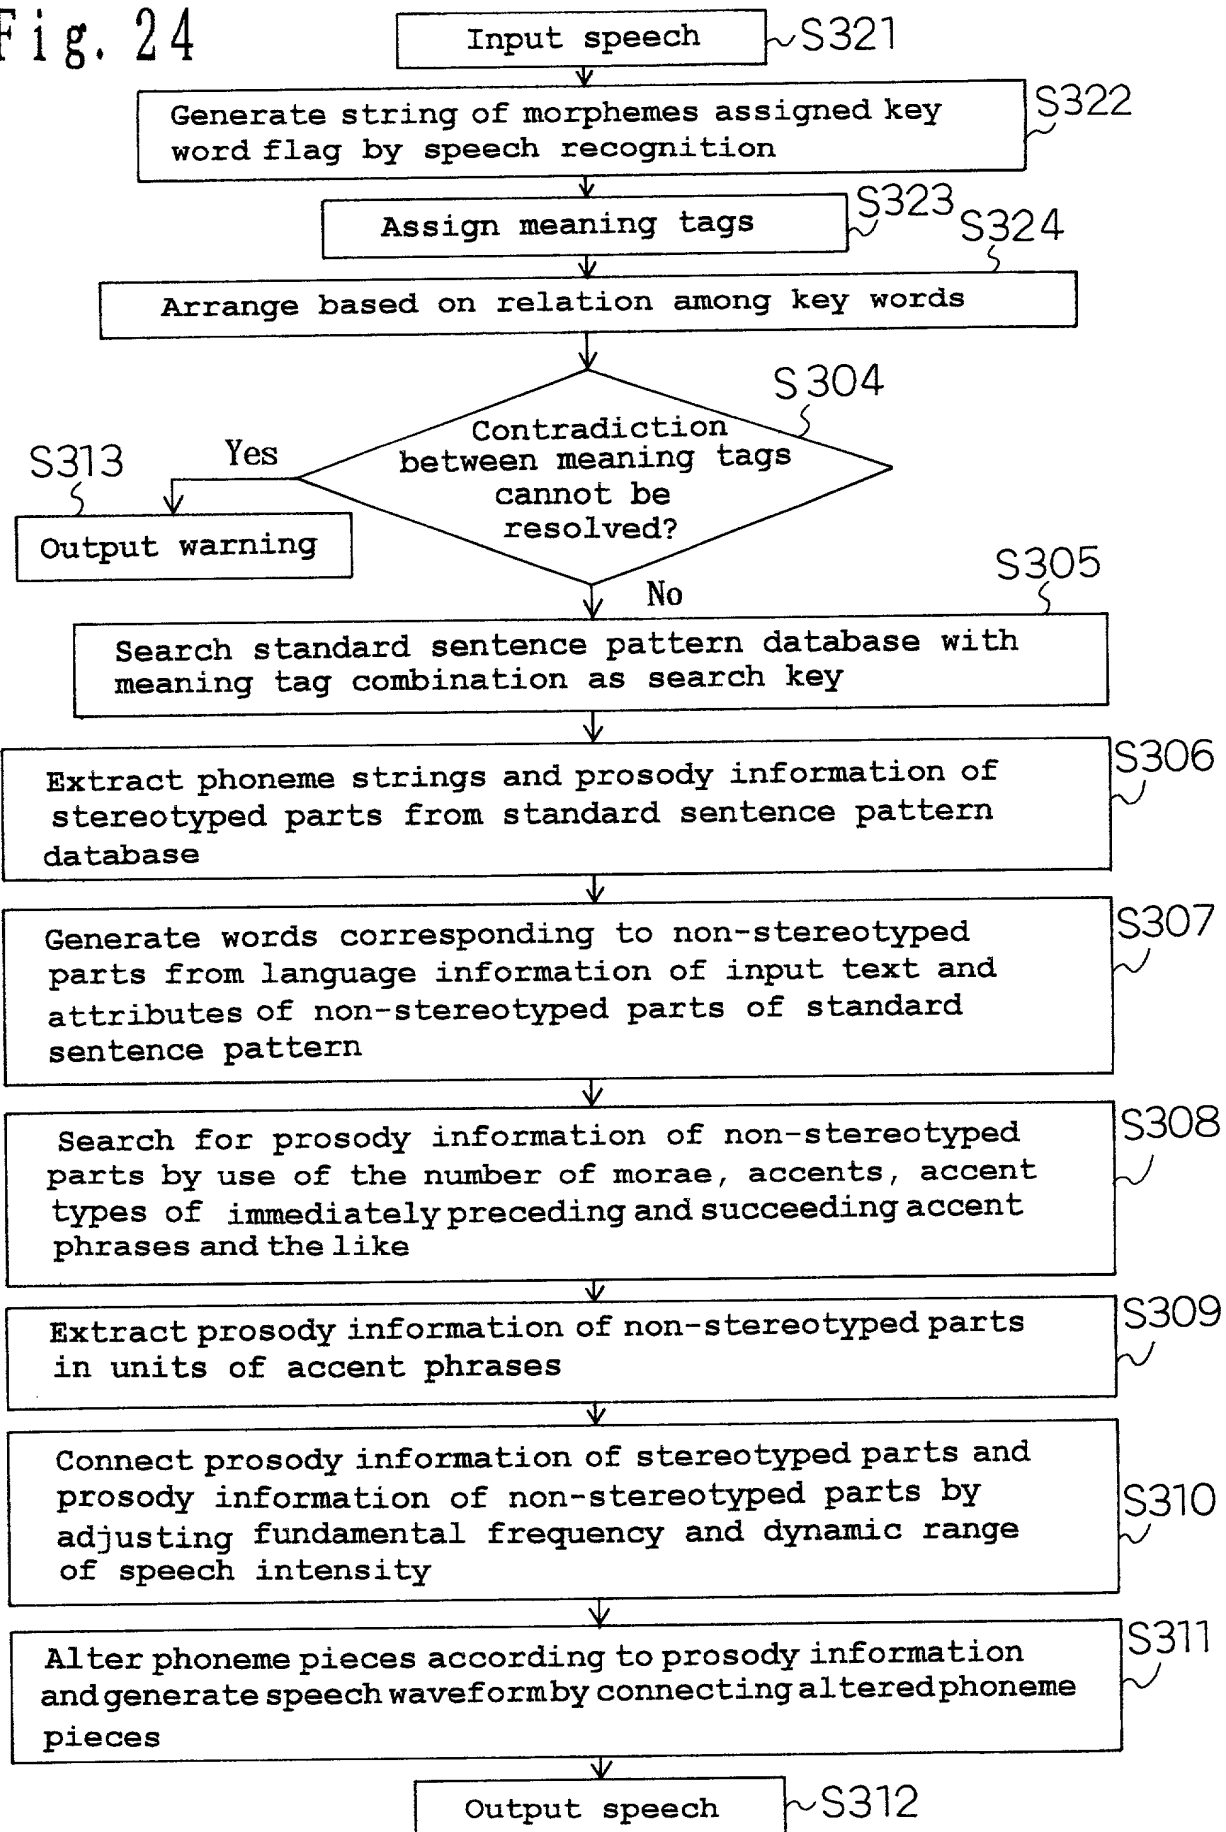 Fig. 24
Input speech
S321
Generate string of morphemes assigned key
word flag by speech recognition
S322
Assign meaning tags
S323
S324
Arrange based on relation among key words
S304
Contradiction
between meaning tags
cannot be
resolved?
Yes
S313
Output warning
No
S305
Search standard sentence pattern database with
meaning tag combination as search key
S306
Extract phoneme strings and prosody information of
stereotyped parts from standard sentence pattern
database
S307
Generate words corresponding to non-stereotyped
parts from language information of input text and
attributes of non-stereotyped parts of standard
sentence pattern
S308
Search for prosody information of non-stereotyped
parts by use of the number of morae, accents, accent
types of immediately preceding and succeeding accent
phrases and the like
S309
Extract prosody information of non-stereotyped parts
in units of accent phrases
Connect prosody information of stereotyped parts and
prosody information of non-stereotyped parts by
adjusting fundamental frequency and dynamic range
of speech intensity
S310
S311
Alter phoneme pieces according to prosody information
and generate speech waveform by connecting altered phoneme
pieces
Output speech
S312